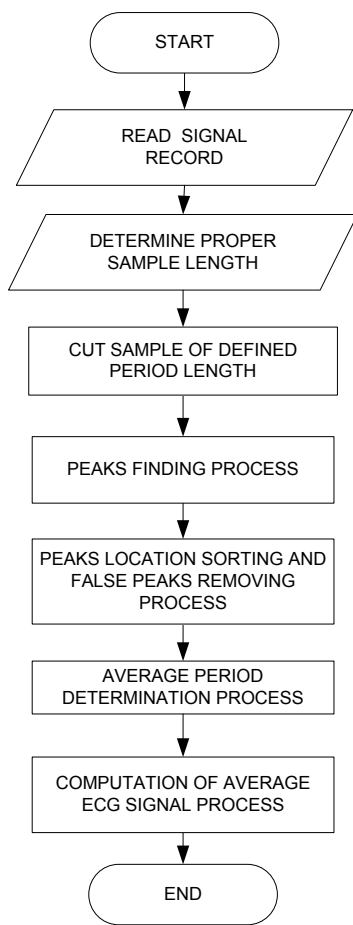 START
READ SIGNAL
RECORD
DETERMINE PROPER
SAMPLE LENGTH
CUT SAMPLE OF DEFINED
PERIOD LENGTH
PEAKS FINDING PROCESS
PEAKS LOCATION SORTING AND
FALSE PEAKS REMOVING
PROCESS
AVERAGE PERIOD
DETERMINATION PROCESS
COMPUTATION OF AVERAGE
ECG SIGNAL PROCESS
END